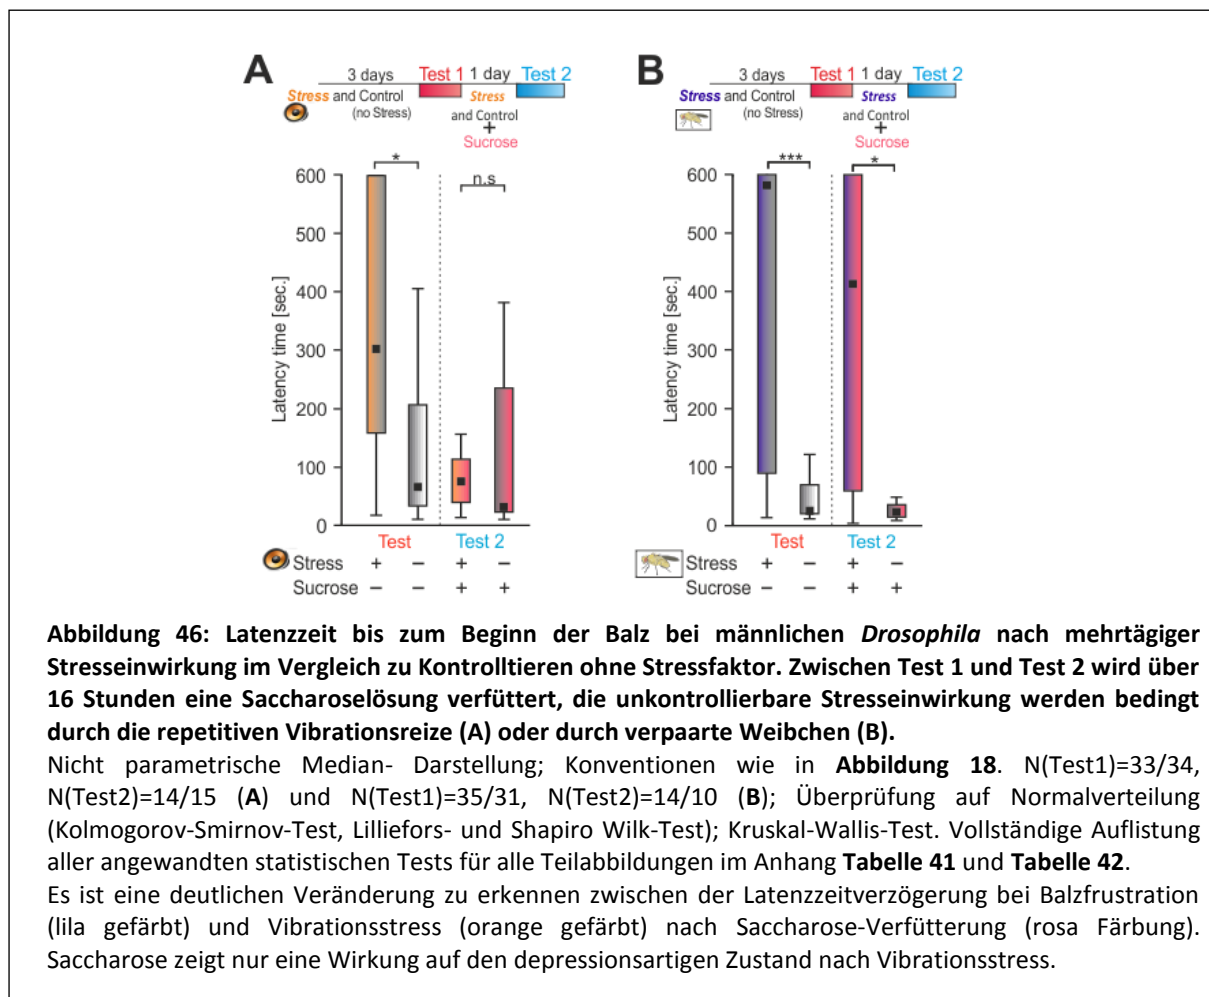 A
3 days Test 1 1 day Test 2
Stress and Control Stress
(no Stress) and Control
+
Sucrose
B
3 days Test 1 1 day Test 2
Stress and Control Stress
(no Stress) and Control
+
Sucrose
* n.s
Latency time [sec.]
600
500
400
300
200
100
0
Test Test 2
Stress + − + −
Sucrose − − + +
*** *
Latency time [sec.]
600
500
400
300
200
100
0
Test Test 2
Stress + − + −
Sucrose − − + +
Abbildung 46: Latenzzeit bis zum Beginn der Balz bei männlichen Drosophila nach mehrtägiger
Stresseinwirkung im Vergleich zu Kontrolltieren ohne Stressfaktor. Zwischen Test 1 und Test 2 wird über
16 Stunden eine Saccharoselösung verfüttert, die unkontrollierbare Stresseinwirkung werden bedingt
durch die repetitiven Vibrationsreize (A) oder durch verpaarte Weibchen (B).
Nicht parametrische Median- Darstellung; Konventionen wie in Abbildung 18. N(Test1)=33/34,
N(Test2)=14/15 (A) und N(Test1)=35/31, N(Test2)=14/10 (B); Überprüfung auf Normalverteilung
(Kolmogorov-Smirnov-Test, Lilliefors- und Shapiro Wilk-Test); Kruskal-Wallis-Test. Vollständige Auflistung
aller angewandten statistischen Tests für alle Teilabbildungen im Anhang Tabelle 41 und Tabelle 42.
Es ist eine deutlichen Veränderung zu erkennen zwischen der Latenzzeitverzögerung bei Balzfrustration
(lila gefärbt) und Vibrationsstress (orange gefärbt) nach Saccharose-Verfütterung (rosa Färbung).
Saccharose zeigt nur eine Wirkung auf den depressionsartigen Zustand nach Vibrationsstress.